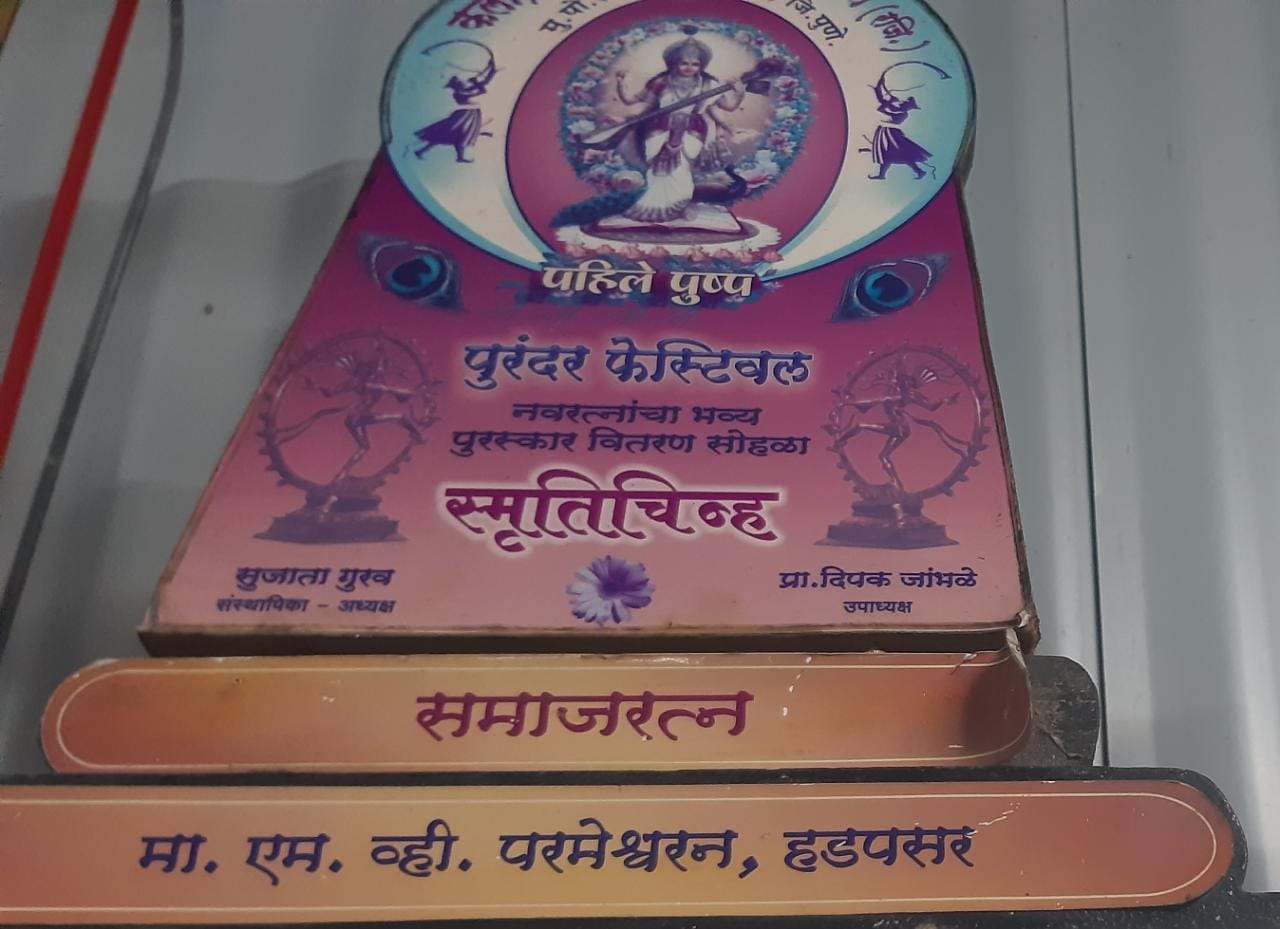 मु.पो. जि.पुणे.
(रजि.)
पहिले पुष्प
पुरंदर फेस्टिवल
नवरत्नांचा भव्य
पुरस्कार वितरण सोहळा
स्मृतिचिन्ह
सुजाता गुरव
संस्थापिका - अध्यक्ष
प्रा.दिपक जांभळे
उपाध्यक्ष
समाजरत्न
मा. एम. व्ही. परमेश्वरन, हडपसर